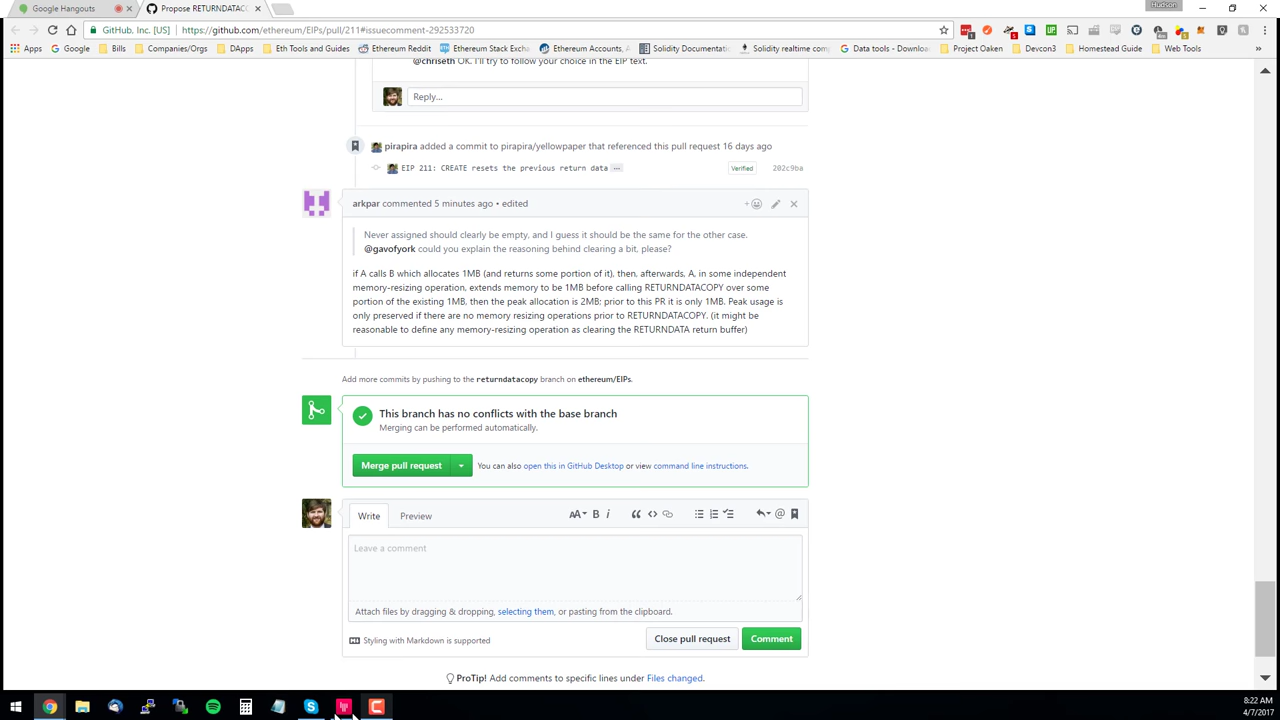 Google Hangouts
Propose RETURNDATACO
Hudson
GitHub, Inc. [US]
https://github.com/ethereum/EIPs/pull/211#issuecomment-292533720
Apps
Google
Bills
Companies/Orgs
DApps
Eth Tools and Guides
Ethereum Reddit
Ethereum Stack Excha
Ethereum Accounts, A
Solidity Documentati
Solidity realtime com
Data tools - Downloa
Project Oaken
Devcon3
Homestead Guide
Web Tools
@chriseth OK. I'll try to follow your choice in the EIP text.
Reply...
pirapira added a commit to pirapira/yellowpaper that referenced this pull request 16 days ago
EIP 211: CREATE resets the previous return data ...
Verified
202c9ba
arkpar commented 5 minutes ago • edited
Never assigned should clearly be empty, and I guess it should be the same for the other case.
@gavofyork could you explain the reasoning behind clearing a bit, please?
if A calls B which allocates 1MB (and returns some portion of it), then, afterwards, A, in some independent
memory-resizing operation, extends memory to be 1MB before calling RETURNDATACOPY over some
portion of the existing 1MB, then the peak allocation is 2MB; prior to this PR it is only 1MB. Peak usage is
only preserved if there are no memory resizing operations prior to RETURNDATACOPY. (it might be
reasonable to define any memory-resizing operation as clearing the RETURNDATA return buffer)
Add more commits by pushing to the returndatacopy branch on ethereum/EIPs.
This branch has no conflicts with the base branch
Merging can be performed automatically.
Merge pull request
You can also open this in GitHub Desktop or view command line instructions.
Write
Preview
Leave a comment
Attach files by dragging & dropping, selecting them, or pasting from the clipboard.
Styling with Markdown is supported
Close pull request
Comment
ProTip! Add comments to specific lines under Files changed.
8:22 AM
4/7/2017